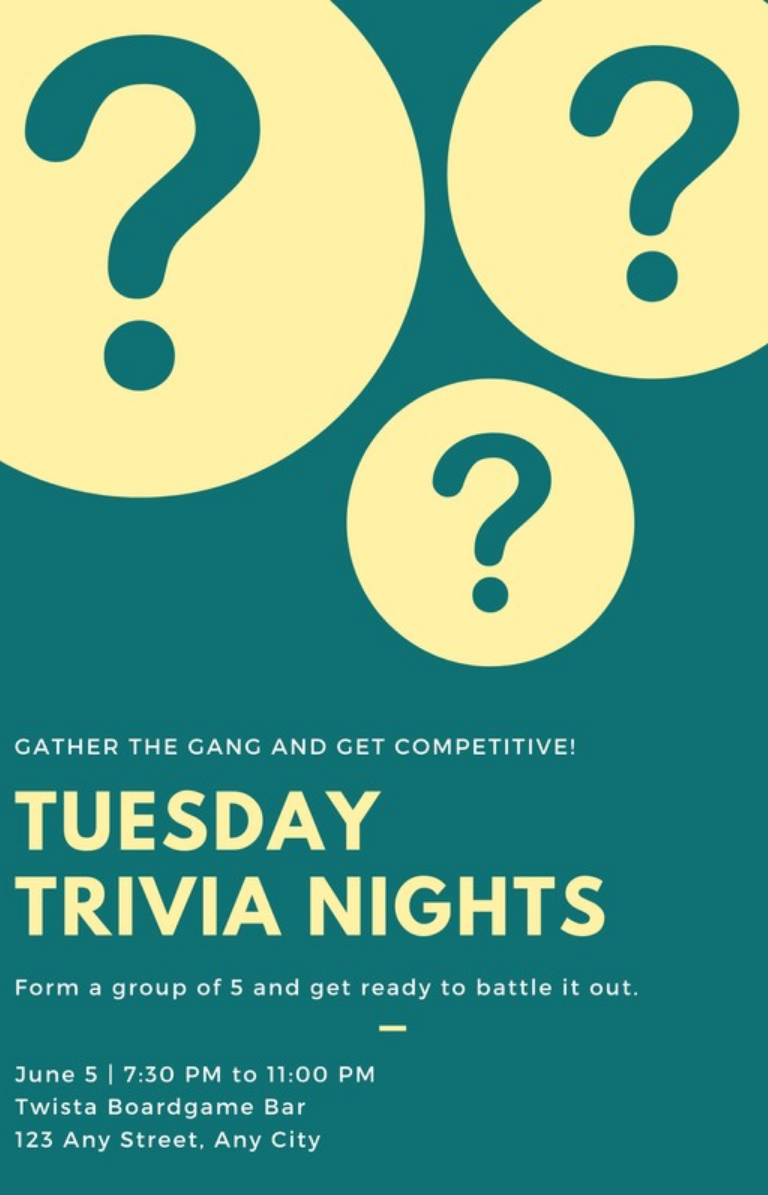 ?
?
?
GATHER THE GANG AND GET COMPETITIVE!
TUESDAY
TRIVIA NIGHTS
Form a group of 5 and get ready to battle it out.
June 5 | 7:30 PM to 11:00 PM
Twista Boardgame Bar
123 Any Street, Any City